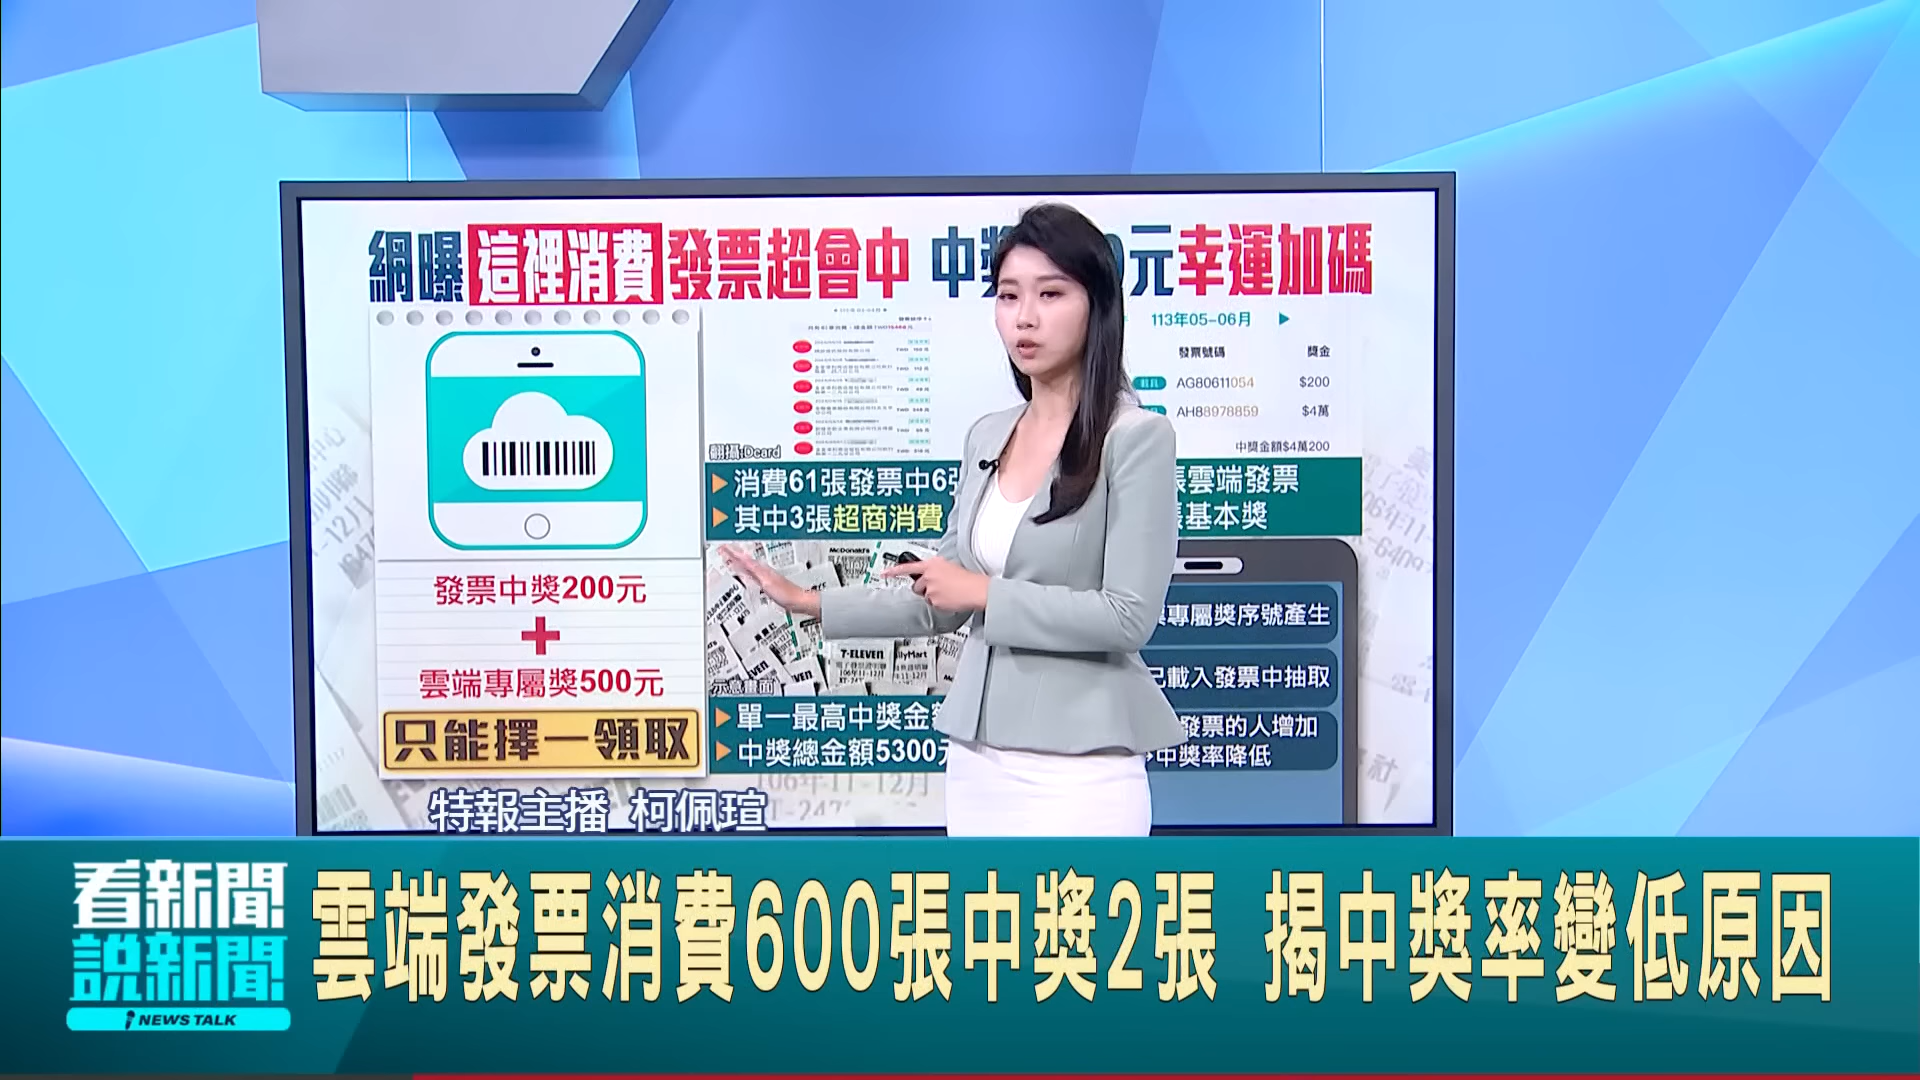 網曝這裡消費發票超會中 中獎 元幸運加碼
發票中獎200元
+
雲端專屬獎500元
只能擇一領取
翻攝:Dcard
消費61張發票中6張
其中3張超商消費
McDonald's
7-ELEVEN
示意畫面
單一最高中獎金
中獎總金額5300元
113年05-06月
發票號碼 獎金
AG80611054 $200
AH88978859 $4萬
中獎金額$4萬200
張雲端發票
張基本獎
票專屬獎序號產生
已載入發票中抽取
發票的人增加
中獎率降低
特報主播 柯佩瑄
看新聞
說新聞
NEWS TALK
雲端發票消費600張中獎2張 揭中獎率變低原因